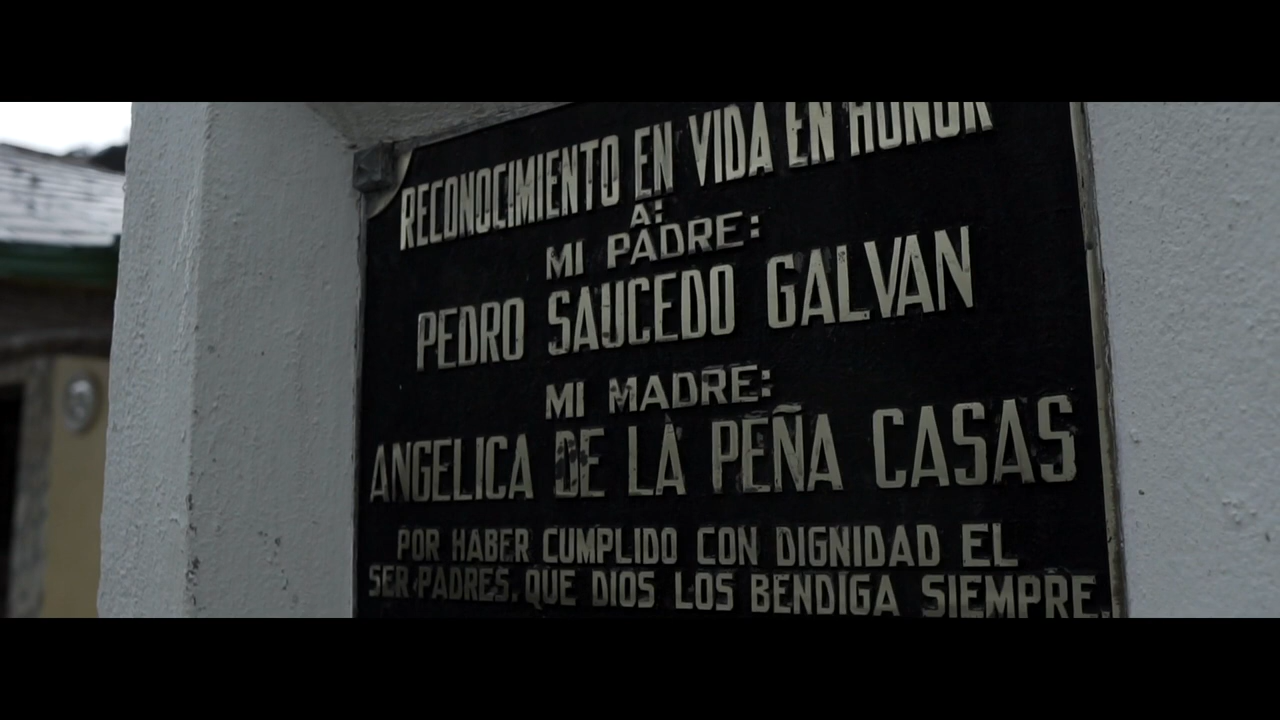 RECONOCIMIENTO EN VIDA EN HONOR
A:
MI PADRE:
PEDRO SAUCEDO GALVAN
MI MADRE:
ANGELICA DE LA PEÑA CASAS
POR HABER CUMPLIDO CON DIGNIDAD EL
SER PADRES, QUE DIOS LOS BENDIGA SIEMPRE.